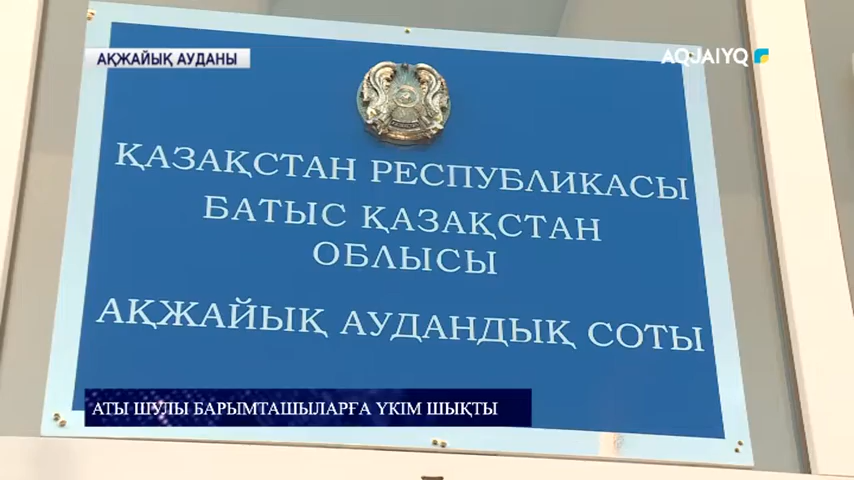 АҚЖАЙЫҚ АУДАНЫ
AQJAIYQ
ҚАЗАҚСТАН РЕСПУБЛИКАСЫ
БАТЫС ҚАЗАҚСТАН
ОБЛЫСЫ
АҚЖАЙЫҚ АУДАНДЫҚ СОТЫ
АТЫ ШУЛЫ БАРЫМТАШЫЛАРҒА ҮКІМ ШЫҚТЫ